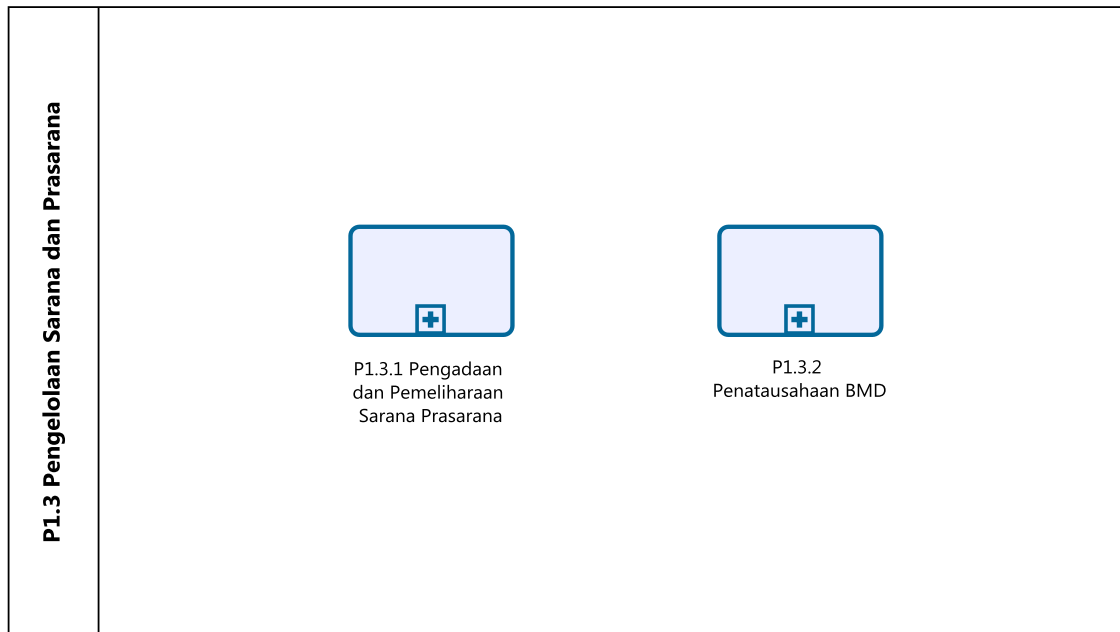 P1.3 Pengelolaan Sarana dan Prasarana
P1.3.1 Pengadaan
dan Pemeliharaan
Sarana Prasarana
P1.3.2
Penatausahaan BMD